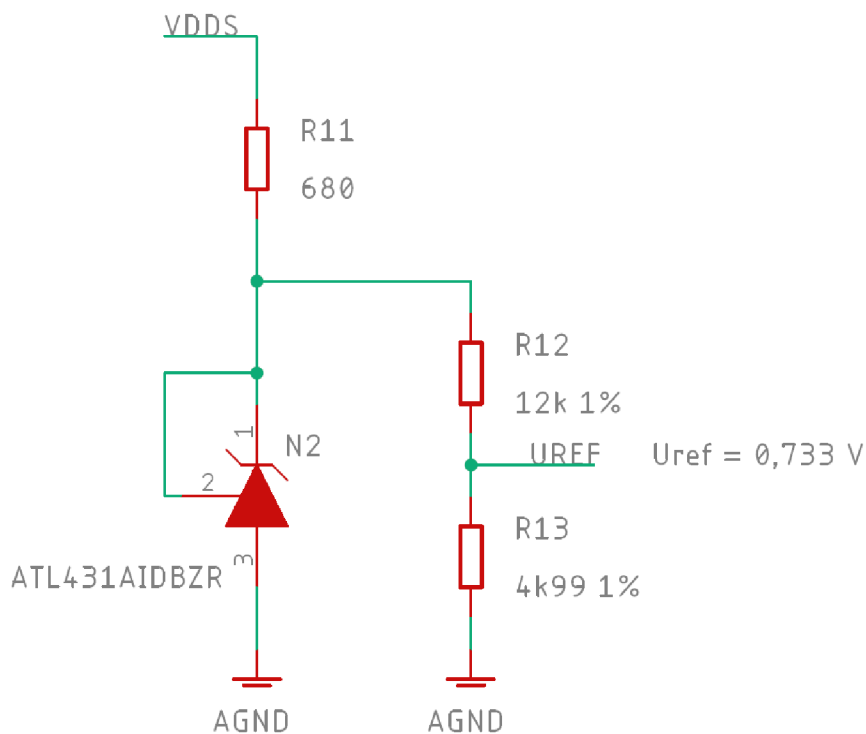 VDDS
R11
680
R12
12k 1%
1
N2
UREF
Uref = 0,733 V
2
R13
3
ATL431AIDBZR
4k99 1%
AGND
AGND